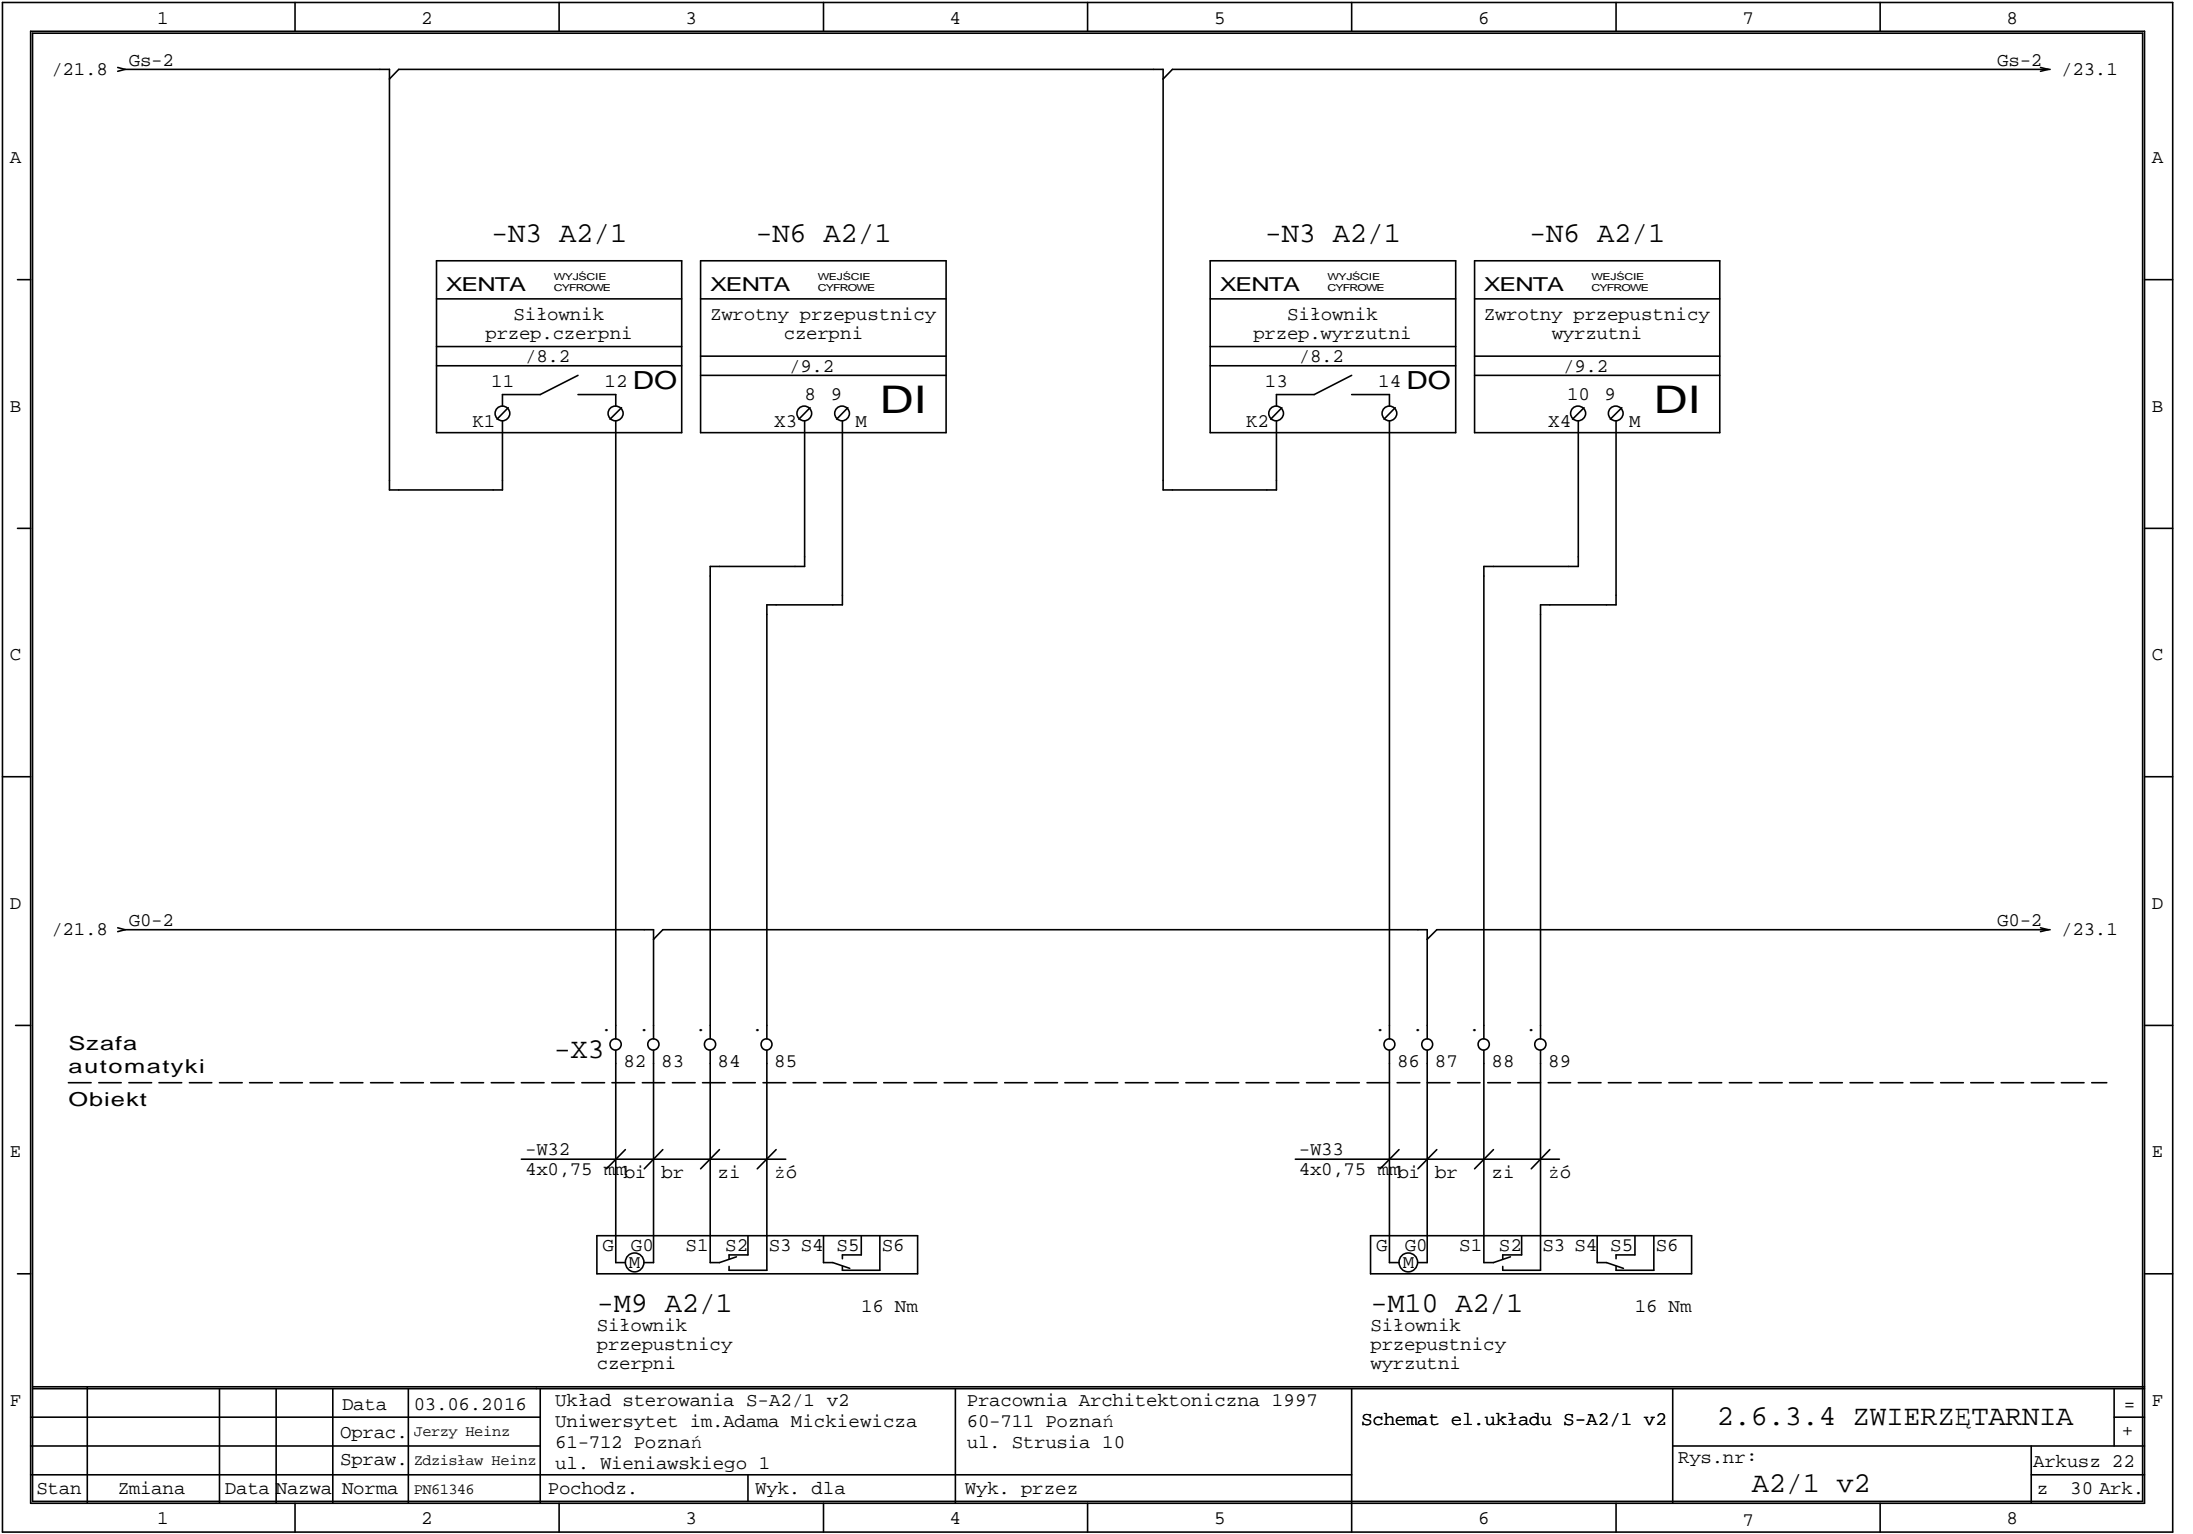 1 2 3 4 5 6 7 8
/21.8 Gs-2 Gs-2 /23.1
A A
-N3 A2/1 -N6 A2/1 -N3 A2/1 -N6 A2/1
XENTA WYJŚCIE CYFROWE
Siłownik
przep.czerpni
/8.2
11 12 DO
K1
XENTA WEJŚCIE CYFROWE
Zwrotny przepustnicy
czerpni
/9.2
8 9 DI
X3 M
XENTA WYJŚCIE CYFROWE
Siłownik
przep.wyrzutni
/8.2
13 14 DO
K2
XENTA WEJŚCIE CYFROWE
Zwrotny przepustnicy
wyrzutni
/9.2
10 9 DI
X4 M
B B
C C
D D
/21.8 G0-2 G0-2 /23.1
Szafa
automatyki
Obiekt
-X3 82 83 84 85 86 87 88 89
E E
-W32
4x0,75 mm bi br zi żó
-W33
4x0,75 mm bi br zi żó
G G0 S1 S2 S3 S4 S5 S6
M
G G0 S1 S2 S3 S4 S5 S6
M
-M9 A2/1 16 Nm
Siłownik
przepustnicy
czerpni
-M10 A2/1 16 Nm
Siłownik
przepustnicy
wyrzutni
F F
Data 03.06.2016
Oprac. Jerzy Heinz
Spraw. Zdzisław Heinz
Stan Zmiana Data Nazwa Norma PN61346
Układ sterowania S-A2/1 v2
Uniwersytet im.Adama Mickiewicza
61-712 Poznań
ul. Wieniawskiego 1
Pochodz. Wyk. dla
Pracownia Architektoniczna 1997
60-711 Poznań
ul. Strusia 10
Wyk. przez
Schemat el.układu S-A2/1 v2
2.6.3.4 ZWIERZĘTARNIA
=
+
Rys.nr:
A2/1 v2
Arkusz 22
z 30 Ark.
1 2 3 4 5 6 7 8